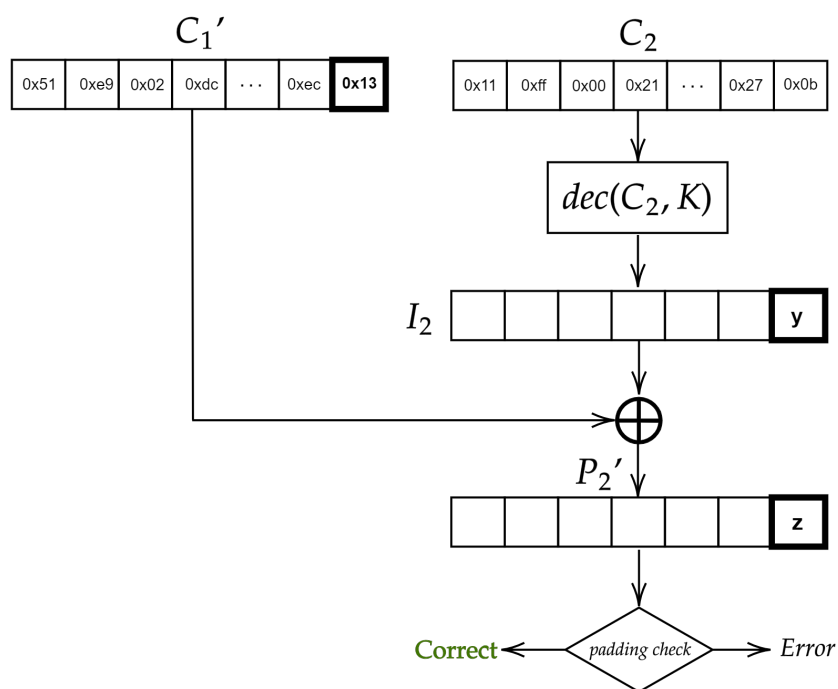 C₁′
C₂
0x51 0xe9 0x02 0xdc ... 0xec 0x13
0x11 0xff 0x00 0x21 ... 0x27 0x0b
dec(C₂, K)
I₂
y
P₂′
z
Correct
padding check
Error